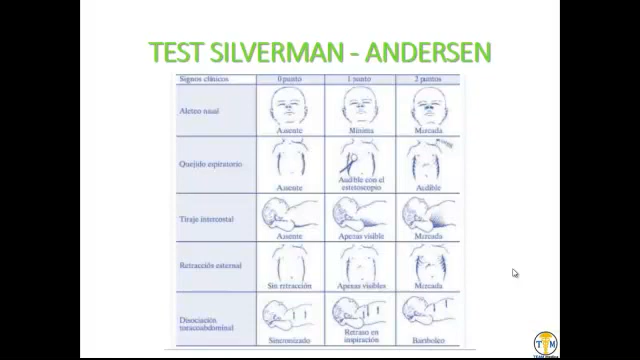 TEST SILVERMAN - ANDERSEN
Signos clínicos 0 punto 1 punto 2 puntos
Aleteo nasal
Ausente Mínima Marcada
Quejido espiratorio
Ausente Audible con el estetoscopio Audible
Tiraje intercostal
Ausente Apenas visible Marcada
Retracción esternal
Sin retracción Apenas visibles Marcada
Disociación toracoabdominal
Sincronizado Retraso en inspiración Bamboleo